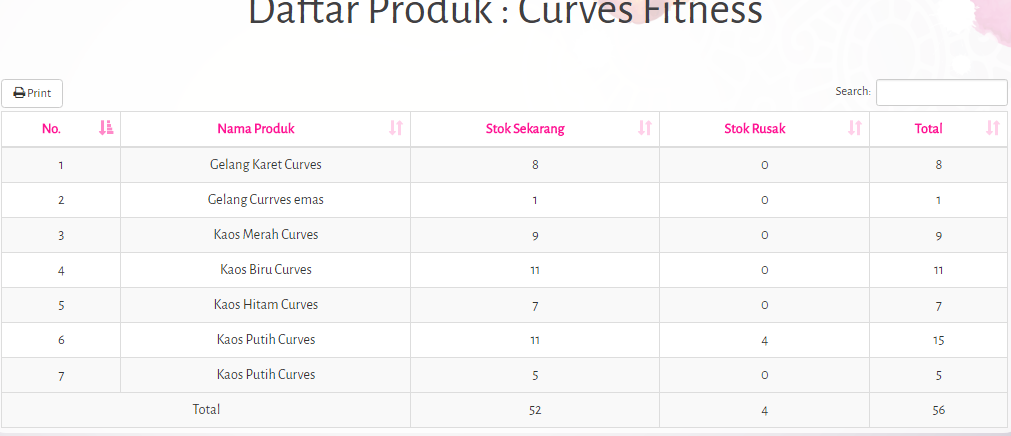 Daftar Produk : Curves Fitness
Print Search:
No. Nama Produk Stok Sekarang Stok Rusak Total
1 Gelang Karet Curves 8 0 8
2 Gelang Currves emas 1 0 1
3 Kaos Merah Curves 9 0 9
4 Kaos Biru Curves 11 0 11
5 Kaos Hitam Curves 7 0 7
6 Kaos Putih Curves 11 4 15
7 Kaos Putih Curves 5 0 5
Total 52 4 56